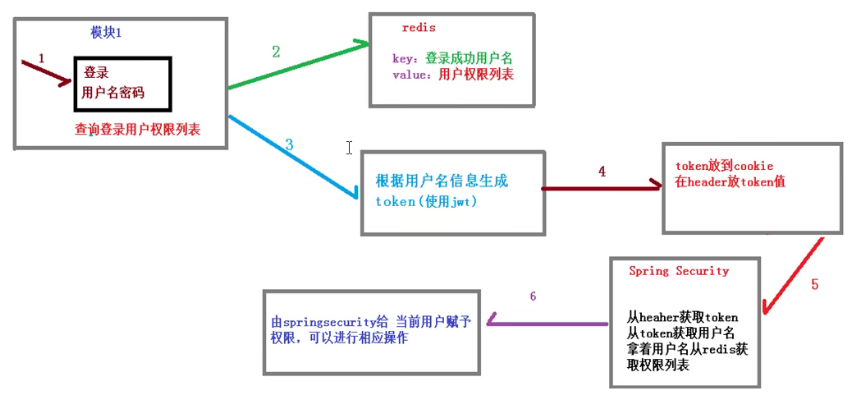 模块1
1
登录
用户名密码
查询登录用户权限列表
2
redis
key: 登录成功用户名
value: 用户权限列表
3
根据用户名信息生成
token(使用jwt)
4
token放到cookie
在header放token值
5
Spring Security
从heaher获取token
从token获取用户名
拿着用户名从redis获
取权限列表
6
由springsecurity给 当前用户赋予
权限，可以进行相应操作